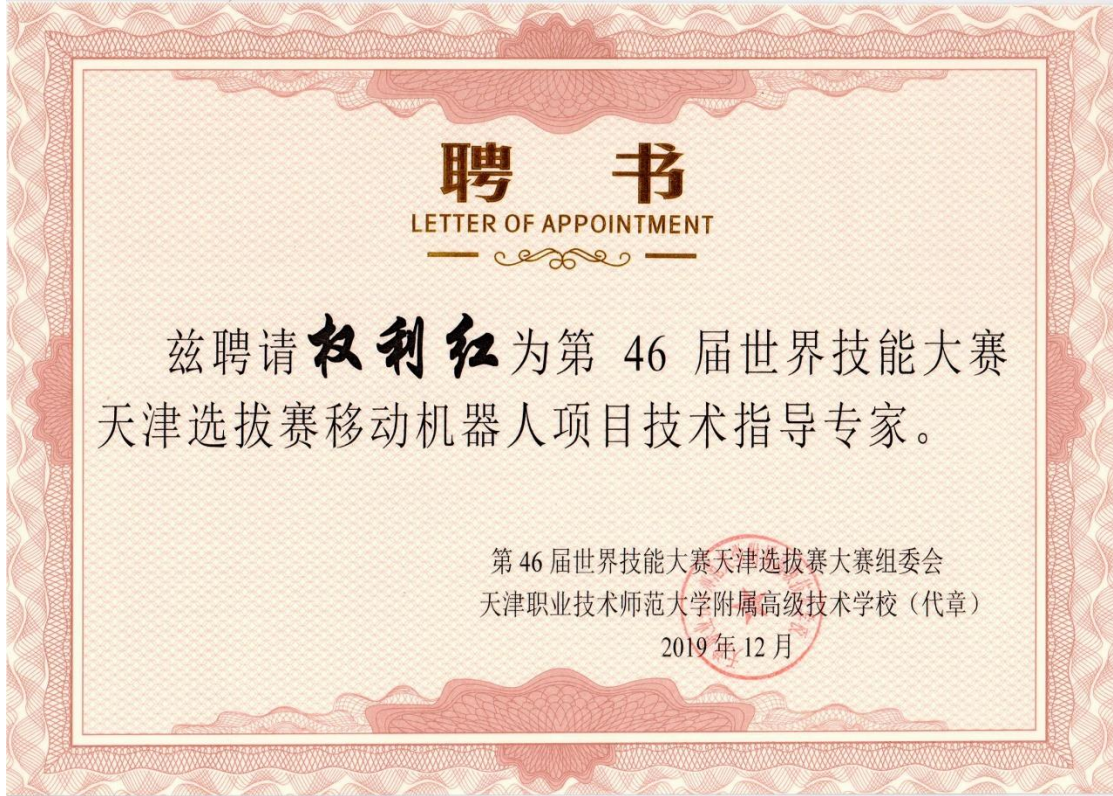 聘 书
LETTER OF APPOINTMENT
兹聘请权利红为第 46 届世界技能大赛
天津选拔赛移动机器人项目技术指导专家。
第 46 届世界技能大赛天津选拔赛大赛组委会
天津职业技术师范大学附属高级技术学校（代章）
2019 年 12 月